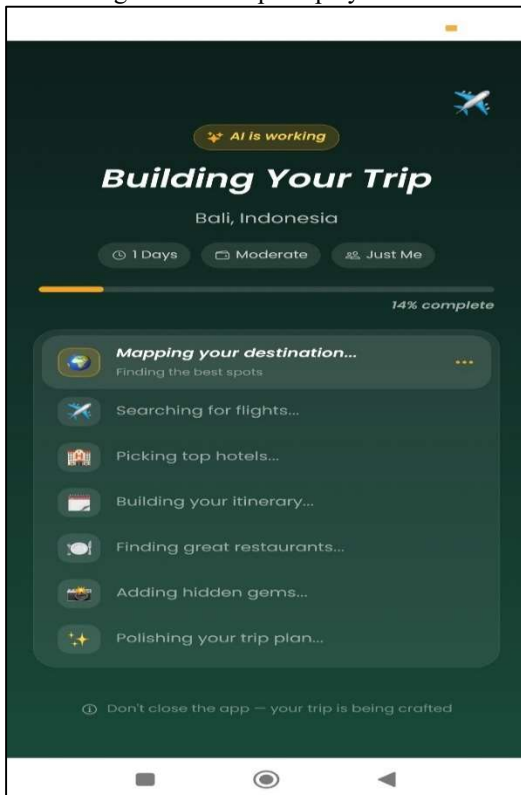 AI is working
Building Your Trip
Bali, Indonesia
1 Days Moderate Just Me
14% complete
Mapping your destination...
Finding the best spots
Searching for flights...
Picking top hotels...
Building your itinerary...
Finding great restaurants...
Adding hidden gems...
Polishing your trip plan...
Don't close the app — your trip is being crafted